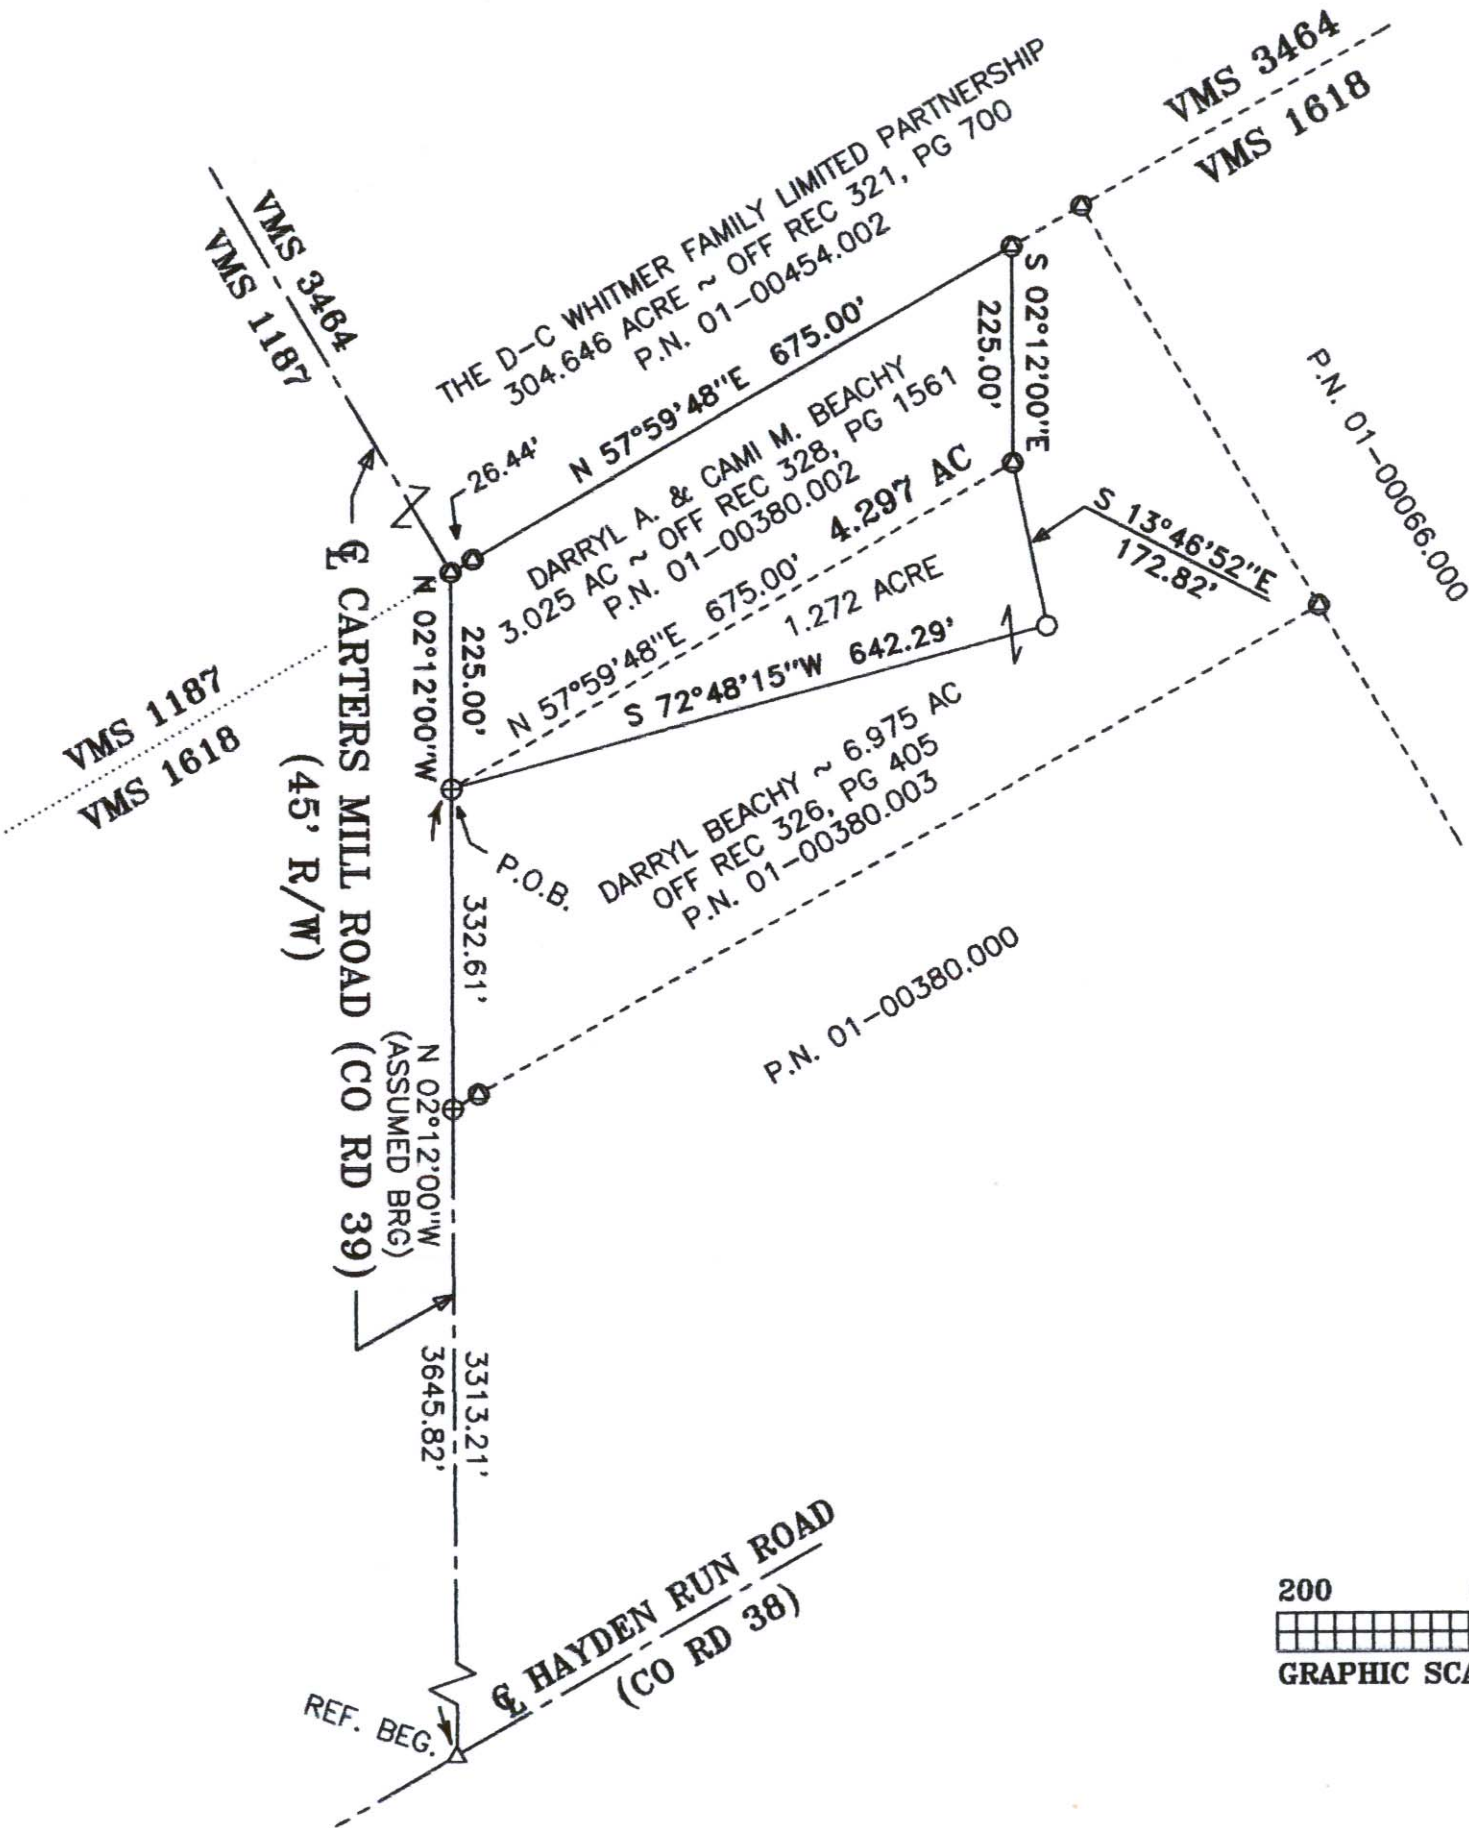 VMS 3464
VMS 1618
THE D-C WHITMER FAMILY LIMITED PARTNERSHIP
304.646 ACRE ~ OFF REC 321, PG 700
P.N. 01-00454.002
VMS 3464
VMS 1187
S 02°12'00"E
225.00'
P.N. 01-00066.000
N 57°59'48"E 675.00'
26.44'
DARRYL A. & CAMI M. BEACHY
3.025 AC ~ OFF REC 328, PG 1561
P.N. 01-00380.002
4.297 AC
S 13°46'52"E
172.82'
N 57°59'48"E 675.00'
1.272 ACRE
S 72°48'15"W 642.29'
225.00'
N 02°12'00"W
VMS 1187
VMS 1618
℄ CARTERS MILL ROAD (CO RD 39)
(45' R/W)
P.O.B.
DARRYL BEACHY ~ 6.975 AC
OFF REC 326, PG 405
P.N. 01-00380.003
332.61'
P.N. 01-00380.000
N 02°12'00"W
(ASSUMED BRG)
3313.21'
3645.82'
℄ HAYDEN RUN ROAD
(CO RD 38)
REF. BEG.
200
GRAPHIC SCA